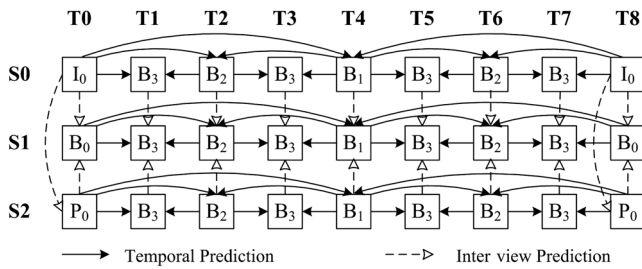 T0 T1 T2 T3 T4 T5 T6 T7 T8
S0 I₀ B₃ B₂ B₃ B₁ B₃ B₂ B₃ I₀
S1 B₀ B₃ B₂ B₃ B₁ B₃ B₂ B₃ B₀
S2 P₀ B₃ B₂ B₃ B₁ B₃ B₂ B₃ P₀
Temporal Prediction Inter view Prediction